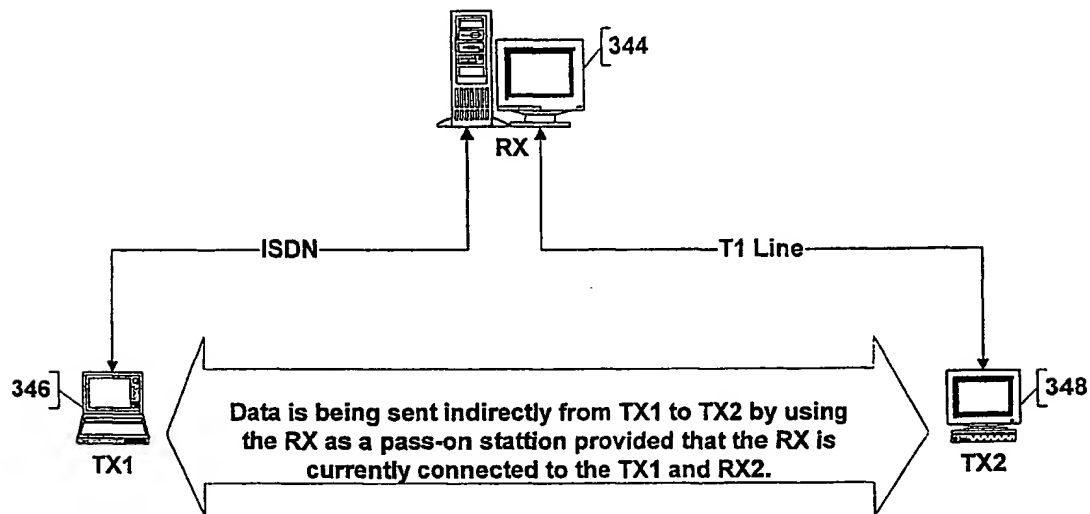 344
RX
ISDN
T1 Line
346
TX1
348
TX2
Data is being sent indirectly from TX1 to TX2 by using
the RX as a pass-on stattion provided that the RX is
currently connected to the TX1 and RX2.